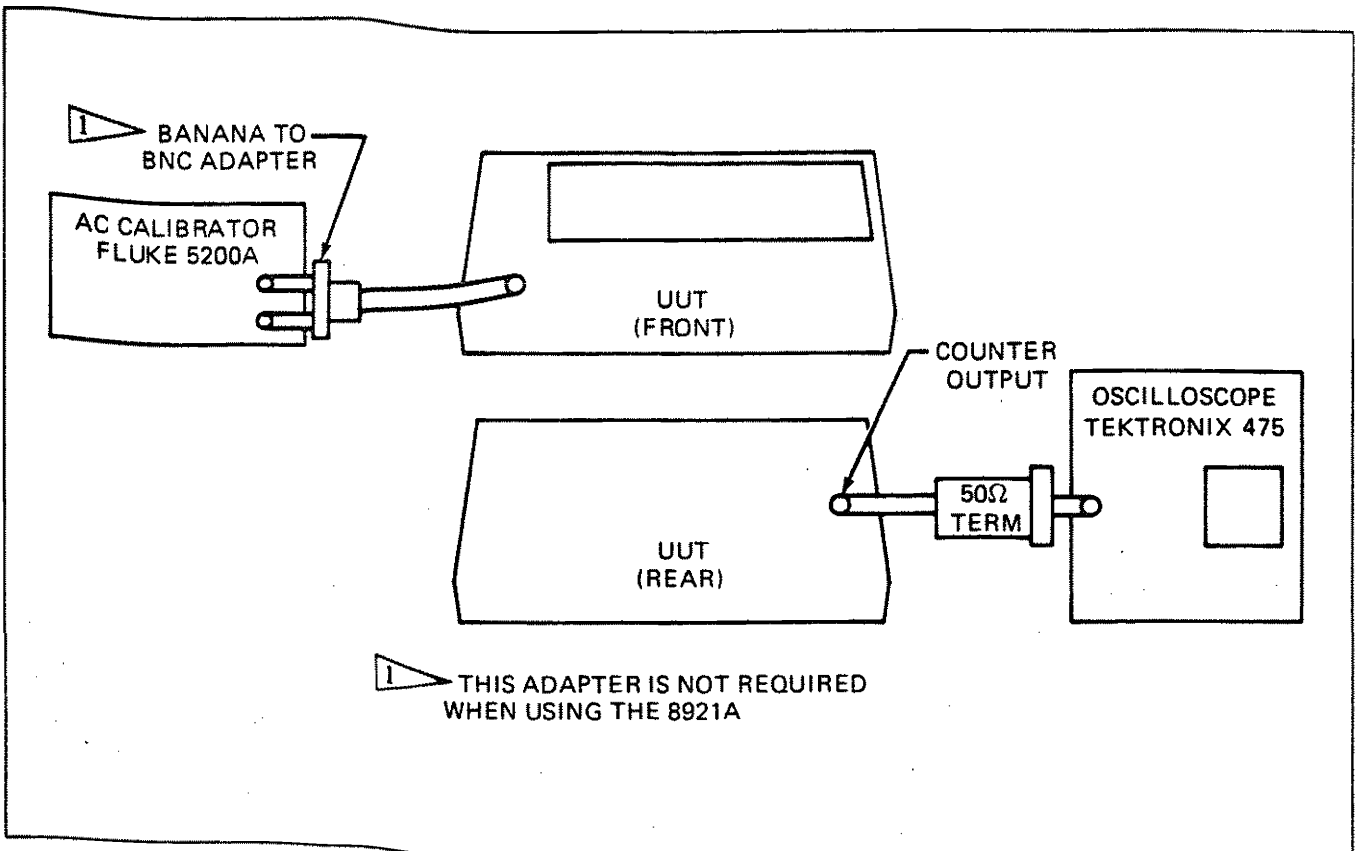 1
BANANA TO
BNC ADAPTER
AC CALIBRATOR
FLUKE 5200A
UUT
(FRONT)
COUNTER
OUTPUT
OSCILLOSCOPE
TEKTRONIX 475
50Ω
TERM
UUT
(REAR)
1
THIS ADAPTER IS NOT REQUIRED
WHEN USING THE 8921A